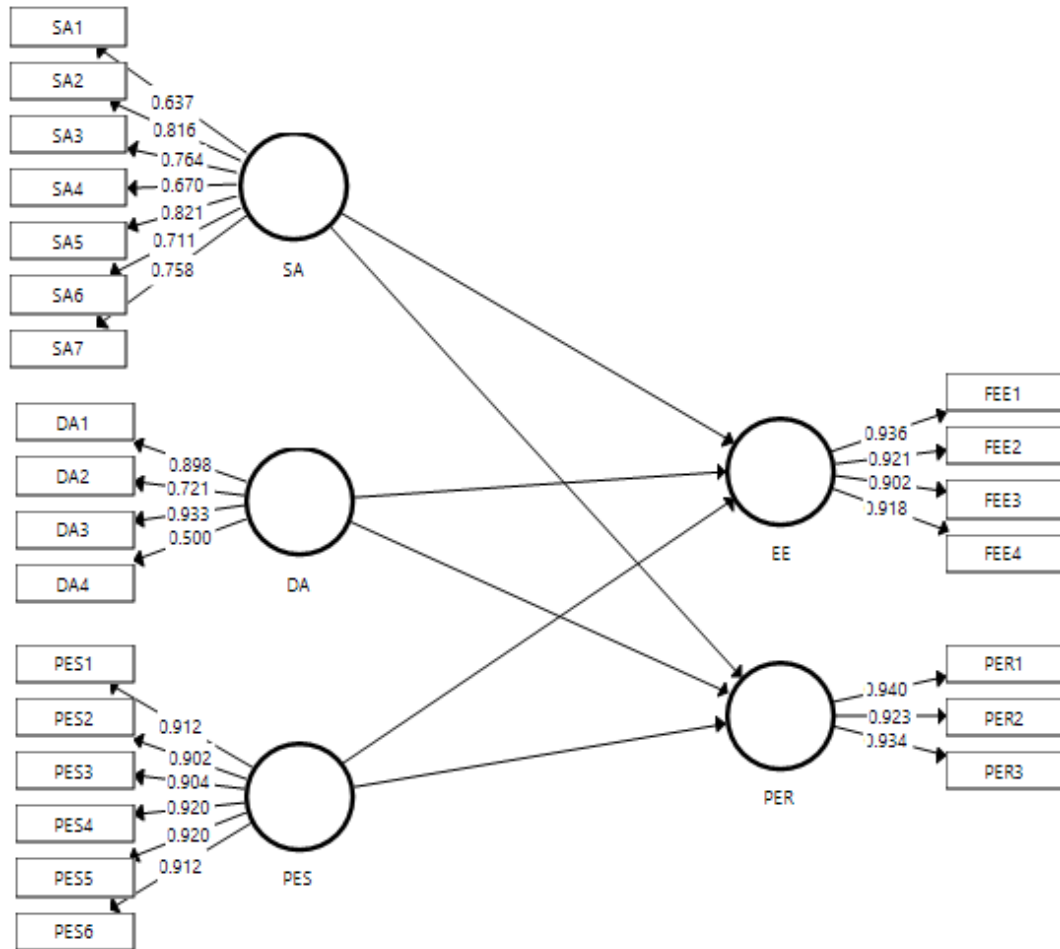 SA1
SA2
SA3
SA4
SA5
SA6
SA7
0.637
0.816
0.764
0.670
0.821
0.711
0.758
SA
DA1
DA2
DA3
DA4
0.898
0.721
0.933
0.500
DA
PES1
PES2
PES3
PES4
PES5
PES6
0.912
0.902
0.904
0.920
0.920
0.912
PES
EE
0.936
0.921
0.902
0.918
FEE1
FEE2
FEE3
FEE4
PER
0.940
0.923
0.934
PER1
PER2
PER3